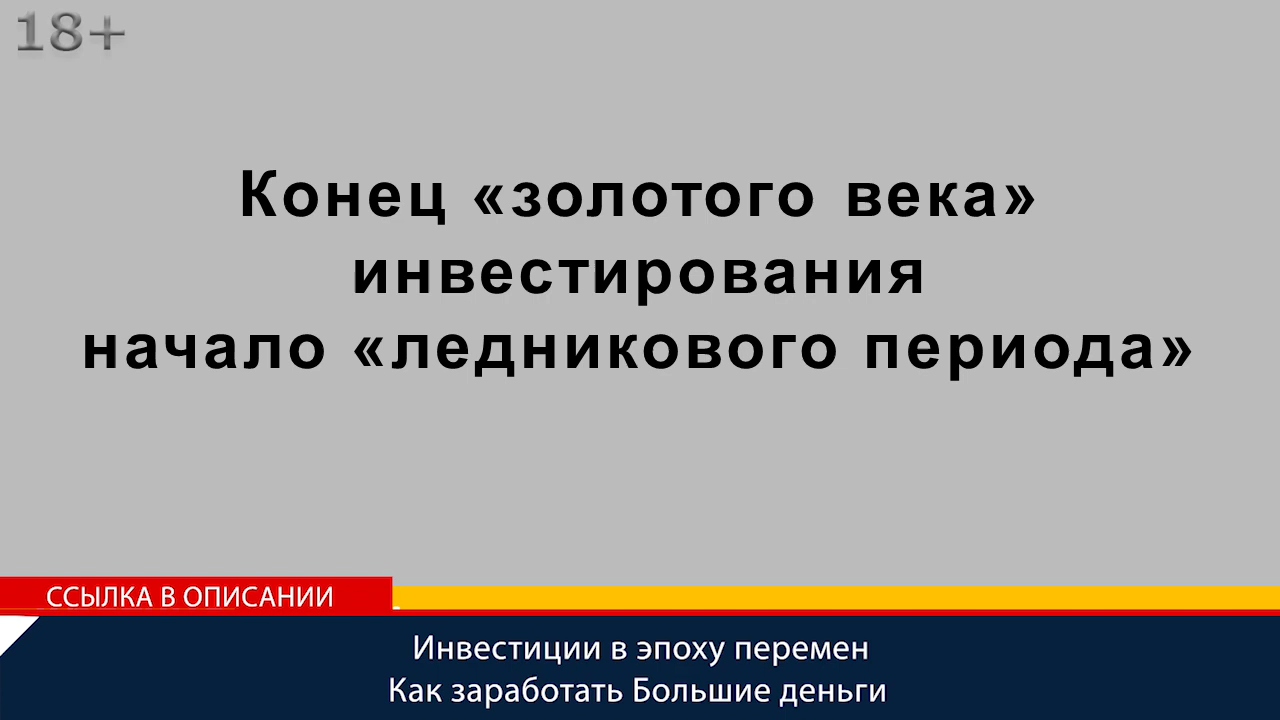 18+
Конец «золотого века»
инвестирования
начало «ледникового периода»
ССЫЛКА В ОПИСАНИИ
Инвестиции в эпоху перемен
Как заработать Большие деньги